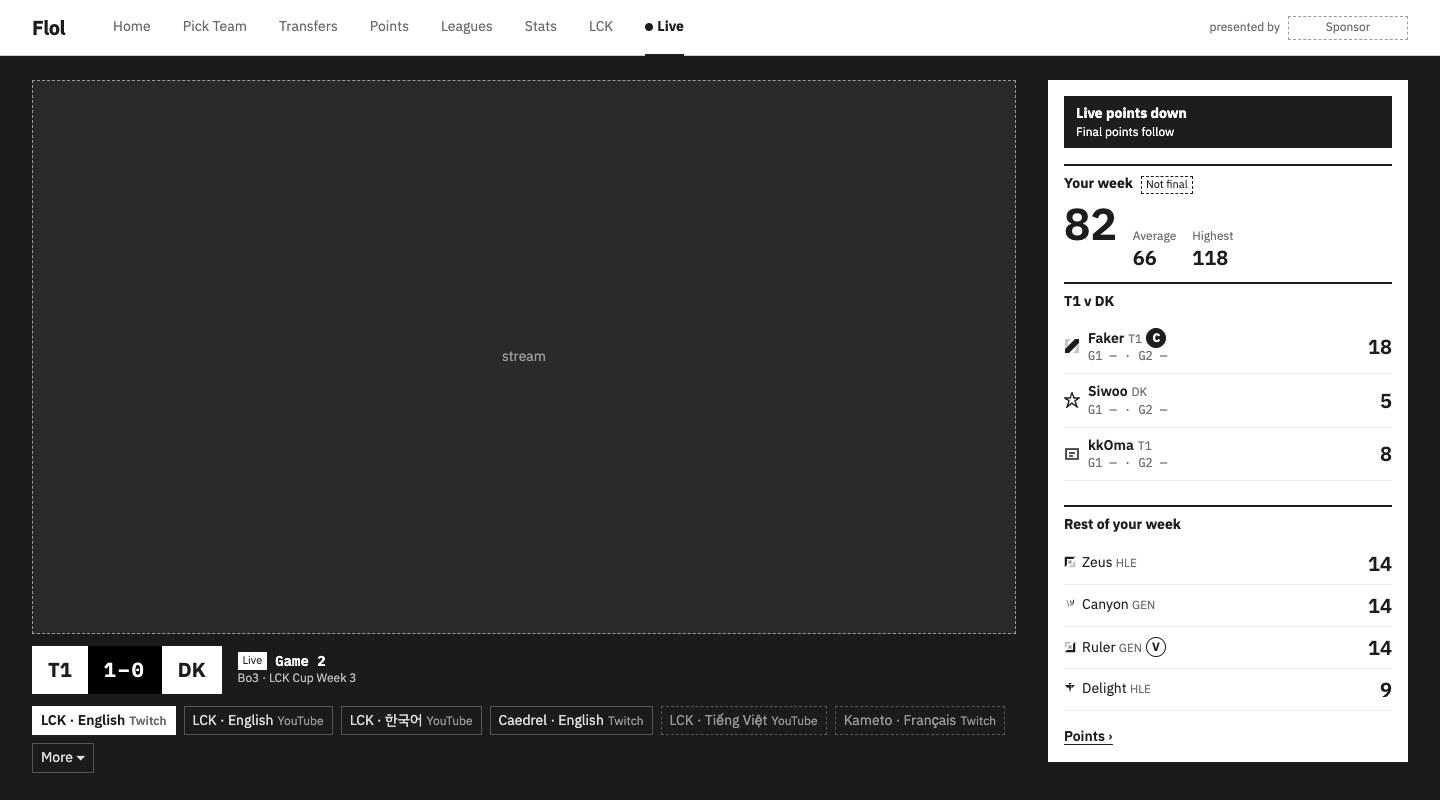 Flol
Home
Pick Team
Transfers
Points
Leagues
Stats
LCK
Live
presented by
Sponsor
stream
T1 1–0 DK
Live Game 2
Bo3 · LCK Cup Week 3
LCK · English Twitch
LCK · English YouTube
LCK · 한국어 YouTube
Caedrel · English Twitch
LCK · Tiếng Việt YouTube
Kameto · Français Twitch
More
Live points down
Final points follow
Your week Not final
82
Average
66
Highest
118
T1 v DK
Faker T1 C
G1 – · G2 –
18
Siwoo DK
G1 – · G2 –
5
kkOma T1
G1 – · G2 –
8
Rest of your week
Zeus HLE 14
Canyon GEN 14
Ruler GEN V 14
Delight HLE 9
Points ›